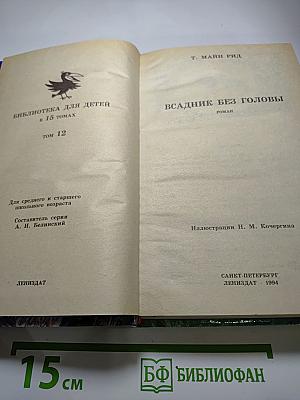 БИБЛИОТЕКА ДЛЯ ДЕТЕЙ
в 15 томах
том 12
Для среднего и старшего
школьного возраста
Составитель серии
А. И. Белинский
ЛЕНИЗДАТ
Т. МАЙН РИД
ВСАДНИК БЕЗ ГОЛОВЫ
РОМАН
Иллюстрации Н. М. Кочергина
САНКТ-ПЕТЕРБУРГ
ЛЕНИЗДАТ · 1994
15 см
БФ БИБЛИОФАН